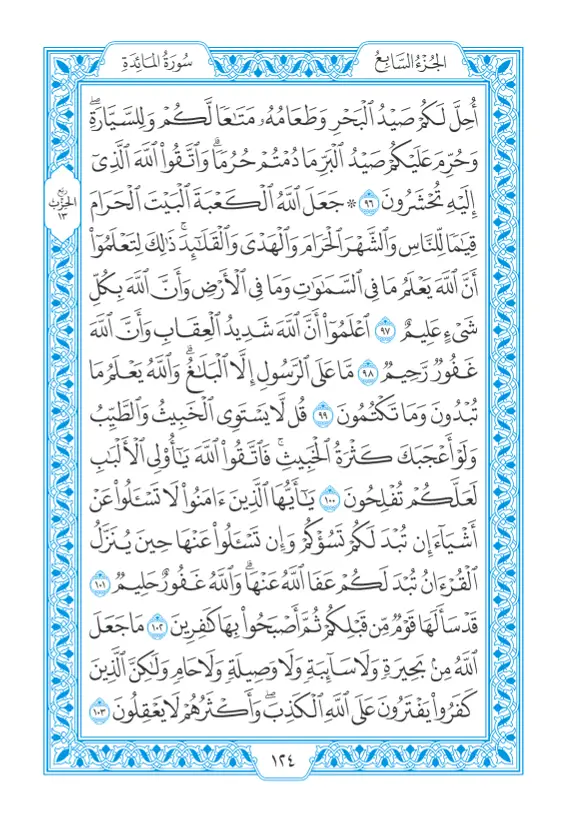 الجُزْءُ السَّابِعُ
سُورَةُ المَائِدَةِ
أُحِلَّ لَكُمْ صَيْدُ ٱلْبَحْرِ وَطَعَامُهُۥ مَتَٰعًا لَّكُمْ وَلِلسَّيَّارَةِۖ
وَحُرِّمَ عَلَيْكُمْ صَيْدُ ٱلْبَرِّ مَا دُمْتُمْ حُرُمًاۗ وَٱتَّقُوا۟ ٱللَّهَ ٱلَّذِىٓ
إِلَيْهِ تُحْشَرُونَ ٩٦ ۞ جَعَلَ ٱللَّهُ ٱلْكَعْبَةَ ٱلْبَيْتَ ٱلْحَرَامَ
قِيَٰمًا لِّلنَّاسِ وَٱلشَّهْرَ ٱلْحَرَامَ وَٱلْهَدْىَ وَٱلْقَلَٰٓئِدَۚ ذَٰلِكَ لِتَعْلَمُوٓا۟
أَنَّ ٱللَّهَ يَعْلَمُ مَا فِى ٱلسَّمَٰوَٰتِ وَمَا فِى ٱلْأَرْضِ وَأَنَّ ٱللَّهَ بِكُلِّ
شَىْءٍ عَلِيمٌ ٩٧ ٱعْلَمُوٓا۟ أَنَّ ٱللَّهَ شَدِيدُ ٱلْعِقَابِ وَأَنَّ ٱللَّهَ
غَفُورٌ رَّحِيمٌ ٩٨ مَّا عَلَى ٱلرَّسُولِ إِلَّا ٱلْبَلَٰغُۗ وَٱللَّهُ يَعْلَمُ مَا
تُبْدُونَ وَمَا تَكْتُمُونَ ٩٩ قُل لَّا يَسْتَوِى ٱلْخَبِيثُ وَٱلطَّيِّبُ
وَلَوْ أَعْجَبَكَ كَثْرَةُ ٱلْخَبِيثِۚ فَٱتَّقُوا۟ ٱللَّهَ يَٰٓأُو۟لِى ٱلْأَلْبَٰبِ
لَعَلَّكُمْ تُفْلِحُونَ ١٠٠ يَٰٓأَيُّهَا ٱلَّذِينَ ءَامَنُوا۟ لَا تَسْـَٔلُوا۟ عَنْ
أَشْيَآءَ إِن تُبْدَ لَكُمْ تَسُؤْكُمْ وَإِن تَسْـَٔلُوا۟ عَنْهَا حِينَ يُنَزَّلُ
ٱلْقُرْءَانُ تُبْدَ لَكُمْ عَفَا ٱللَّهُ عَنْهَاۗ وَٱللَّهُ غَفُورٌ حَلِيمٌ ١٠١
قَدْ سَأَلَهَا قَوْمٌ مِّن قَبْلِكُمْ ثُمَّ أَصْبَحُوا۟ بِهَا كَٰفِرِينَ ١٠٢ مَا جَعَلَ
ٱللَّهُ مِنۢ بَحِيرَةٍ وَلَا سَآئِبَةٍ وَلَا وَصِيلَةٍ وَلَا حَامٍ وَلَٰكِنَّ ٱلَّذِينَ
كَفَرُوا۟ يَفْتَرُونَ عَلَى ٱللَّهِ ٱلْكَذِبَۖ وَأَكْثَرُهُمْ لَا يَعْقِلُونَ ١٠٣
ربع
الحزب
١٣
١٢٤